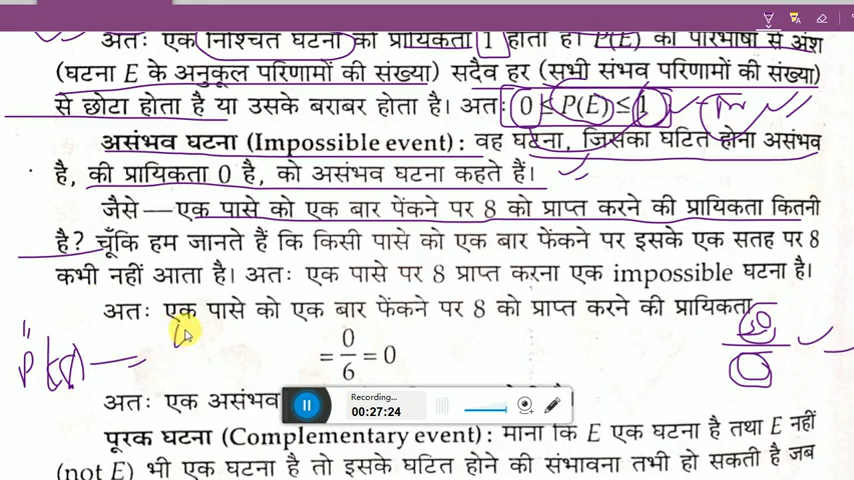 अतः एक निश्चित घटना की प्रायिकता 1 होती है। P(E) की परिभाषा से अंश
(घटना E के अनुकूल परिणामों की संख्या) सदैव हर (सभी संभव परिणामों की संख्या)
से छोटा होता है या उसके बराबर होता है। अतः 0 ≤ P(E) ≤ 1
असंभव घटना (Impossible event) : वह घटना, जिसका घटित होना असंभव
है, की प्रायिकता 0 है, को असंभव घटना कहते हैं।
जैसे — एक पासे को एक बार पेंकने पर 8 को प्राप्त करने की प्रायिकता कितनी
है? चूँकि हम जानते हैं कि किसी पासे को एक बार फेंकने पर इसके एक सतह पर 8
कभी नहीं आता है। अतः एक पासे पर 8 प्राप्त करना एक impossible घटना है।
अतः एक पासे को एक बार फेंकने पर 8 को प्राप्त करने की प्रायिकता
= 0/6 = 0
अतः एक असंभव
Recording...
00:27:24
पूरक घटना (Complementary event) : माना कि E एक घटना है तथा E नहीं
(not E) भी एक घटना है तो इसके घटित होने की संभावना तभी हो सकती है जब